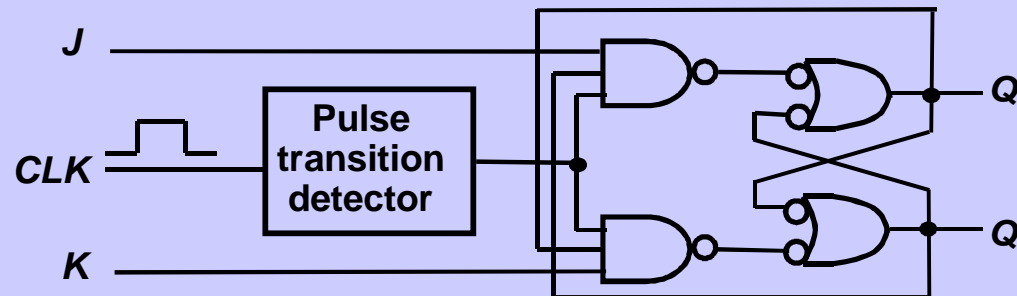 J
Pulse
transition
detector
CLK
K
Q
Q